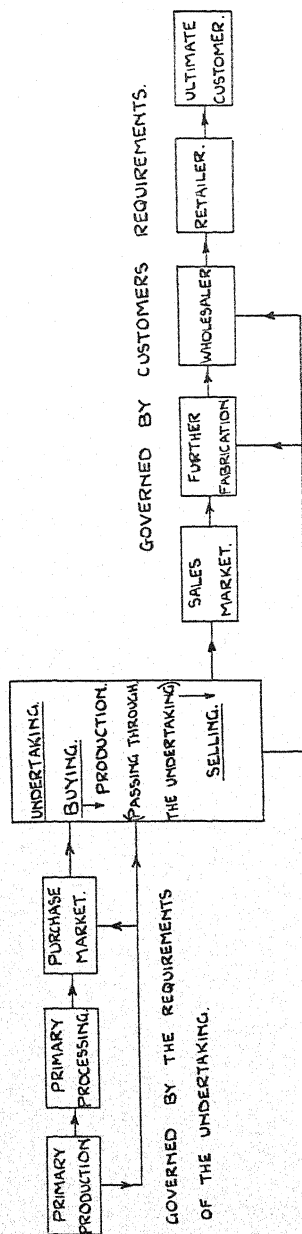 PRIMARY
PRODUCTION
PRIMARY
PROCESSING.
PURCHASE
MARKET.
GOVERNED BY THE REQUIREMENTS
OF THE UNDERTAKING.
UNDERTAKING.
BUYING.
PRODUCTION.
(PASSING THROUGH
THE UNDERTAKING)
SELLING.
GOVERNED BY CUSTOMERS REQUIREMENTS.
SALES
MARKET.
FURTHER
FABRICATION
WHOLESALER
RETAILER.
ULTIMATE
CUSTOMER.